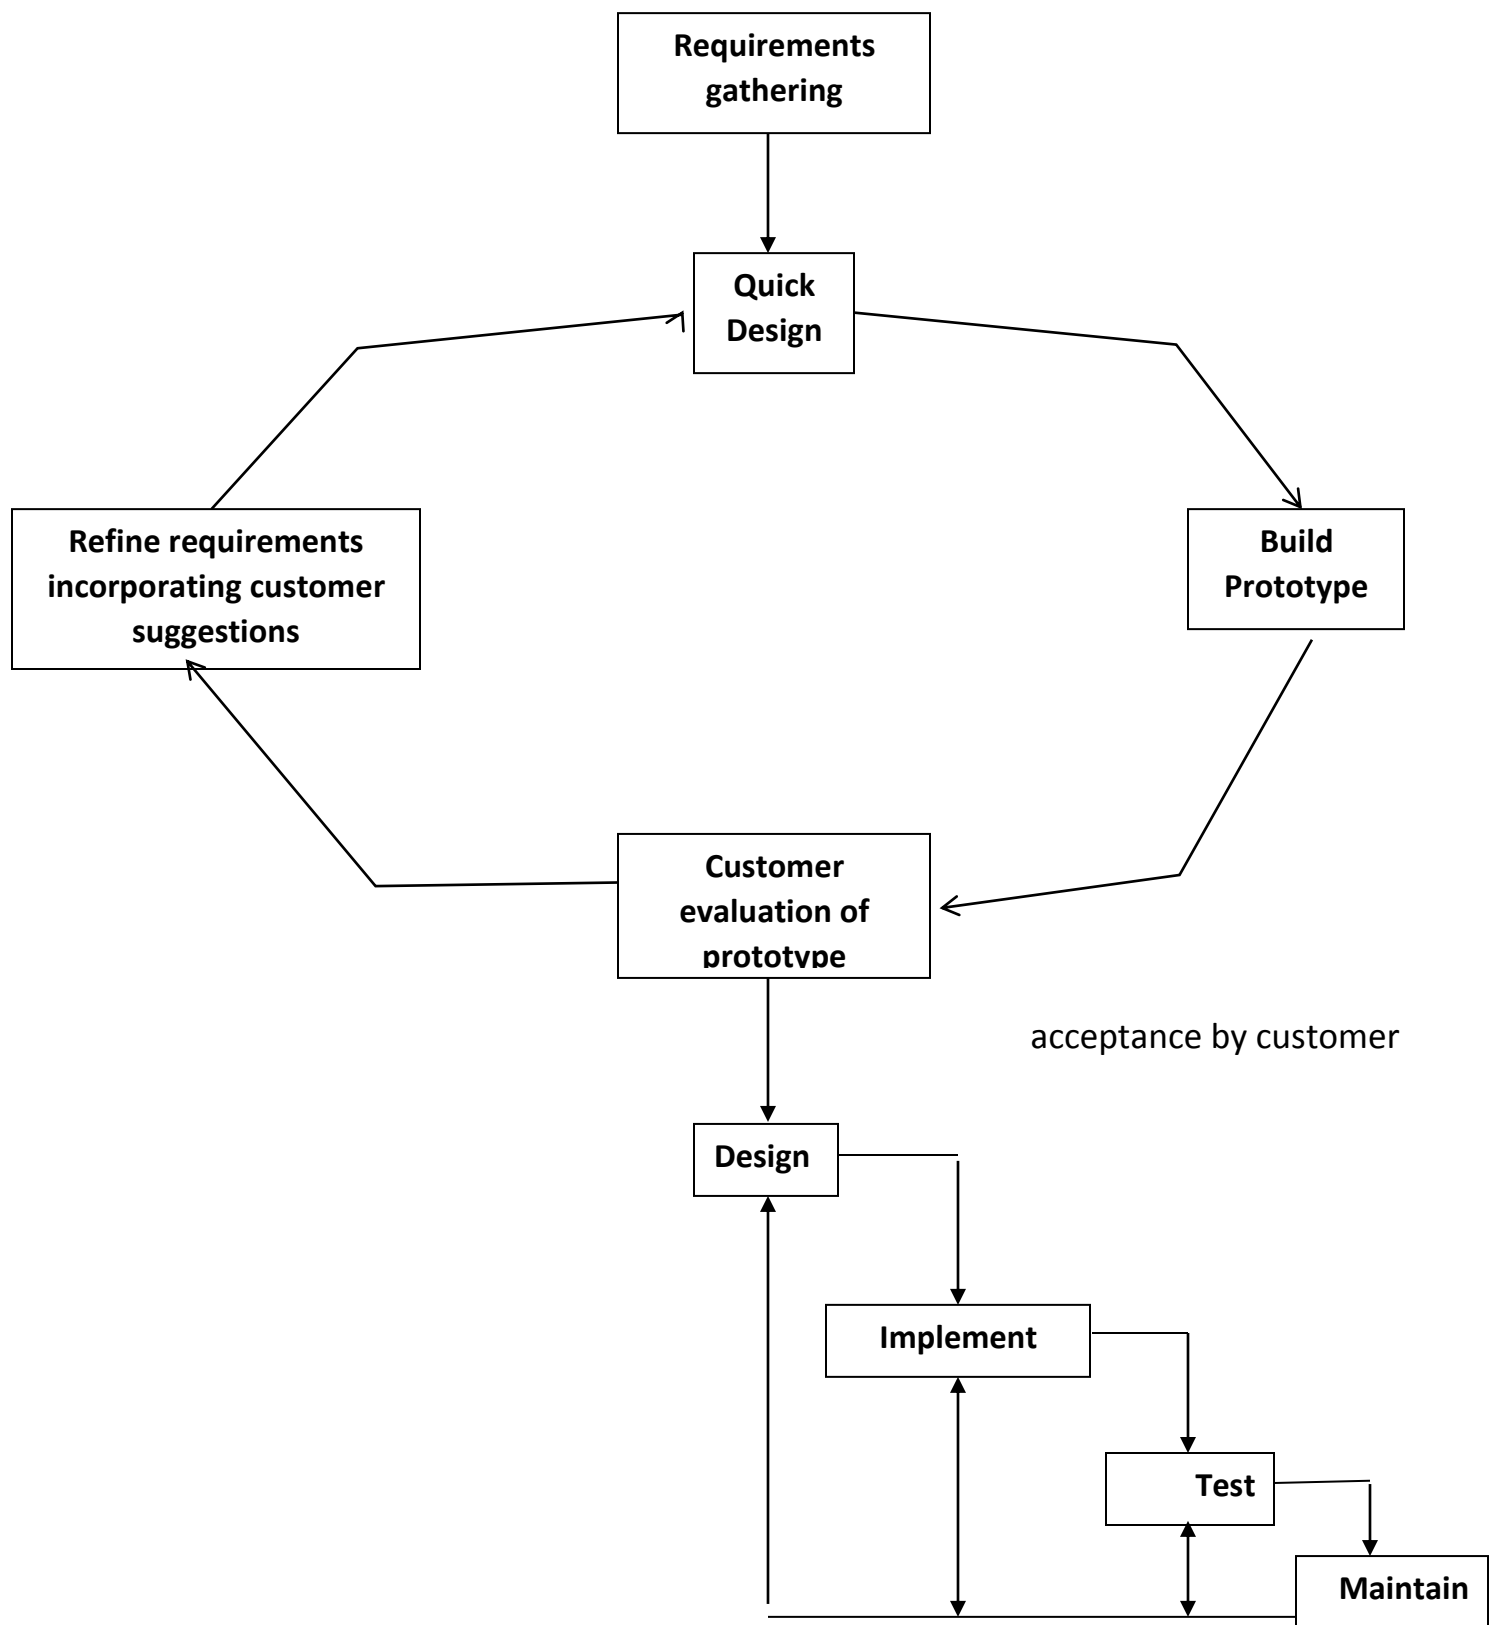 Requirements
gathering
Quick
Design
Refine requirements
incorporating customer
suggestions
Build
Prototype
Customer
evaluation of
prototype
acceptance by customer
Design
Implement
Test
Maintain